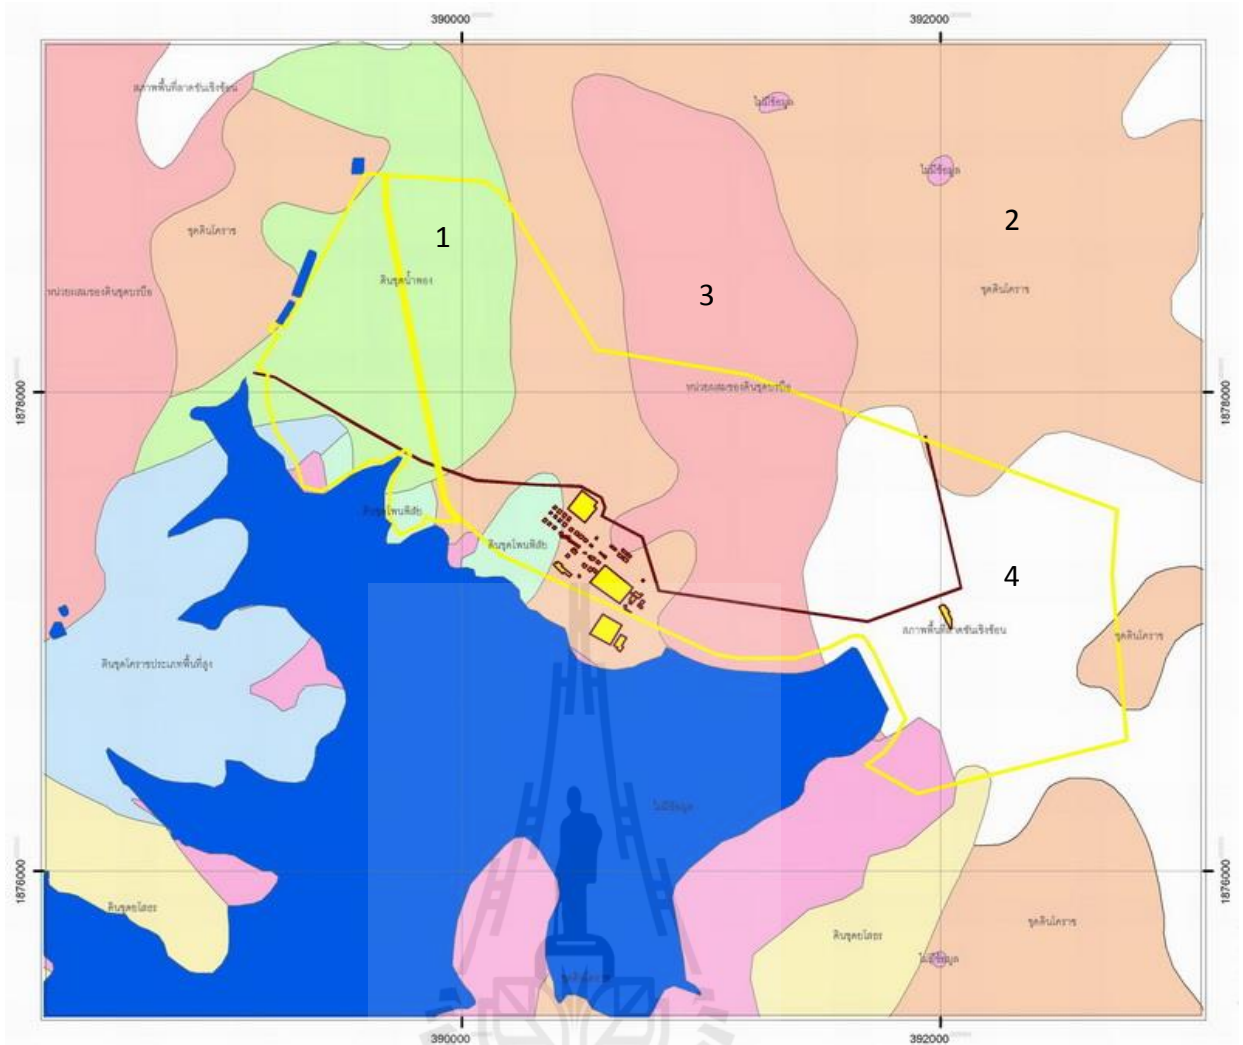 390000
392000
สภาพพื้นที่ลาดชันเชิงซ้อน
ไม่มีข้อมูล
ไม่มีข้อมูล
1
2
ชุดดินโคราช
ดินชุดน้ำพอง
หน่วยผสมของดินชุดบรบือ
3
ชุดดินโคราช
1878000
หน่วยผสมของดินชุดบรบือ
1878000
ดินชุดโพนพิสัย
ดินชุดโพนพิสัย
4
สภาพพื้นที่ลาดชันเชิงซ้อน
ชุดดินโคราช
ดินชุดโคราชประเภทพื้นที่สูง
ไม่มีข้อมูล
1876000
1876000
ดินชุดยโสธร
ชุดดินโคราช
ดินชุดยโสธร
ไม่มีข้อมูล
ชุดดินโคราช
390000
392000